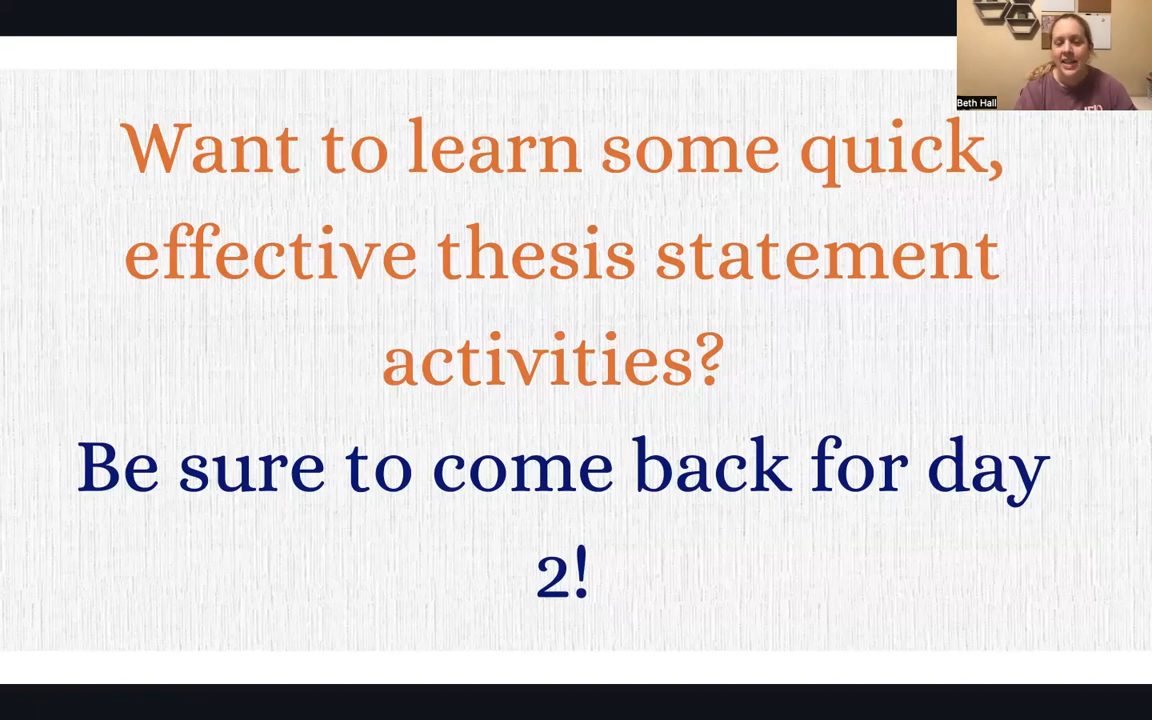 Want to learn some quick,
effective thesis statement
activities?
Be sure to come back for day
2!
Beth Hall